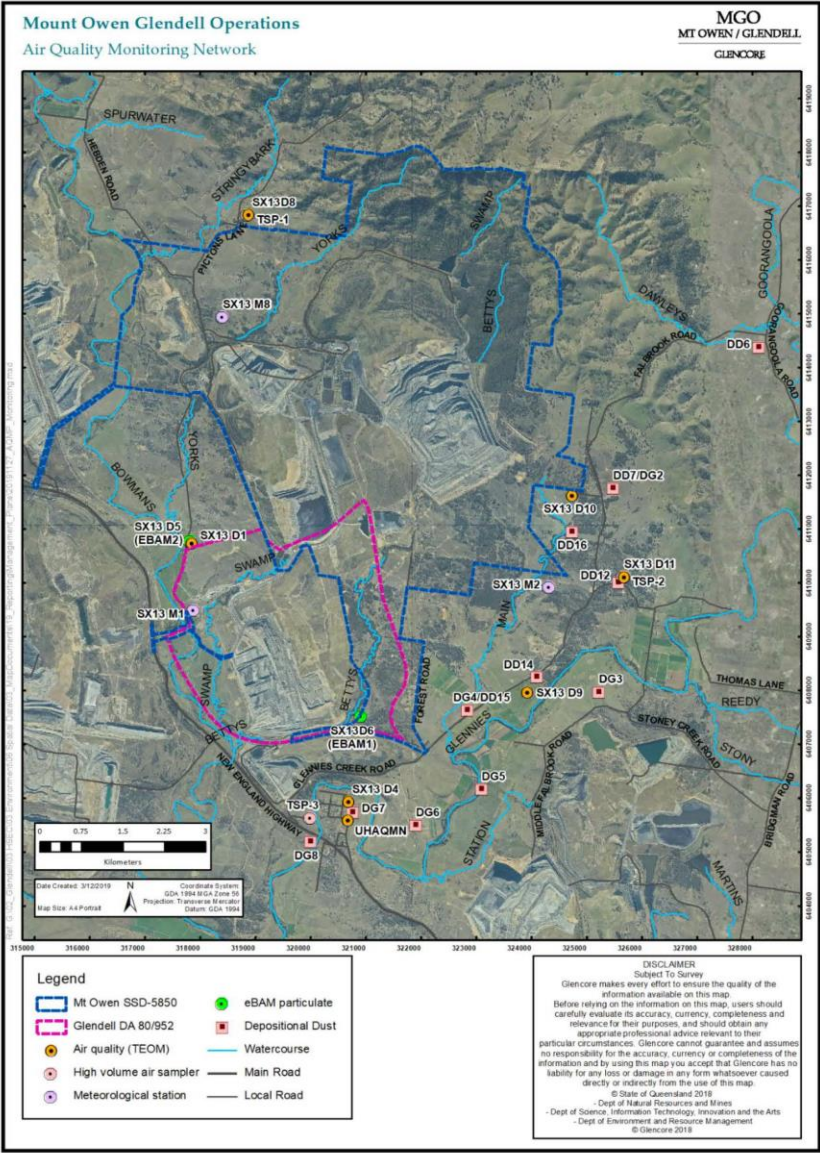 Mount Owen Glendell Operations
Air Quality Monitoring Network
MGO
MT OWEN / GLENDELL
GLENCORE
SPURWATER
HEBDEN ROAD
STRINGYBARK
SX13D8
TSP-1
PICTONS LANE
YORKS
SWAMP
BETTYS
SX13 M8
DAWLEYS
GOORANGOOLA
GOORANGOOLA ROAD
FALBROOK ROAD
DD6
YORKS
BOWMANS
DD7/DG2
SX13 D10
DD16
SX13 D5
(EBAM2)
SX13 D1
SWAMP
SX13 D11
DD12
TSP-2
SX13 M2
SX13 M1
MAIN
SWAMP
BETTYS
BETTYS
FOREST ROAD
DD14
SX13 D9
DG3
DG4/DD15
GLENNIES
THOMAS LANE
REEDY
STONEY CREEK ROAD
STONY
SX13D6
(EBAM1)
GLENNIES CREEK ROAD
NEW ENGLAND HIGHWAY
MIDDLE FALBROOK ROAD
BRIDGMAN ROAD
DG5
SX13 D4
TSP-3
DG7
UHAQMN
DG6
DG8
STATION
MARTINS
6419000
6418000
6417000
6416000
6415000
6414000
6413000
6412000
6411000
6410000
6409000
6408000
6407000
6406000
6405000
6404000
0 0.75 1.5 2.25 3
Kilometers
Date Created: 3/12/2019
Map Size: A4 Portrait
N
Coordinate System:
GDA 1994 MGA Zone 56
Projection: Transverse Mercator
Datum: GDA 1994
315000 316000 317000 318000 319000 320000 321000 322000 323000 324000 325000 326000 327000 328000
Legend
Mt Owen SSD-5850
Glendell DA 80/952
Air quality (TEOM)
High volume air sampler
Meteorological station
eBAM particulate
Depositional Dust
Watercourse
Main Road
Local Road
DISCLAIMER
Subject To Survey
Glencore makes every effort to ensure the quality of the
information available on this map.
Before relying on the information on this map, users should
carefully evaluate its accuracy, currency, completeness and
relevance for their purposes, and should obtain any
appropriate professional advice relevant to their
particular circumstances. Glencore cannot guarantee and assumes
no responsibility for the accuracy, currency or completeness of the
information and by using this map you accept that Glencore has no
liability for any loss or damage in any form whatsoever caused
directly or indirectly from the use of this map.
© State of Queensland 2018
- Dept of Natural Resources and Mines
- Dept of Science, Information Technology, Innovation and the Arts
- Dept of Environment and Resource Management
© Glencore 2018